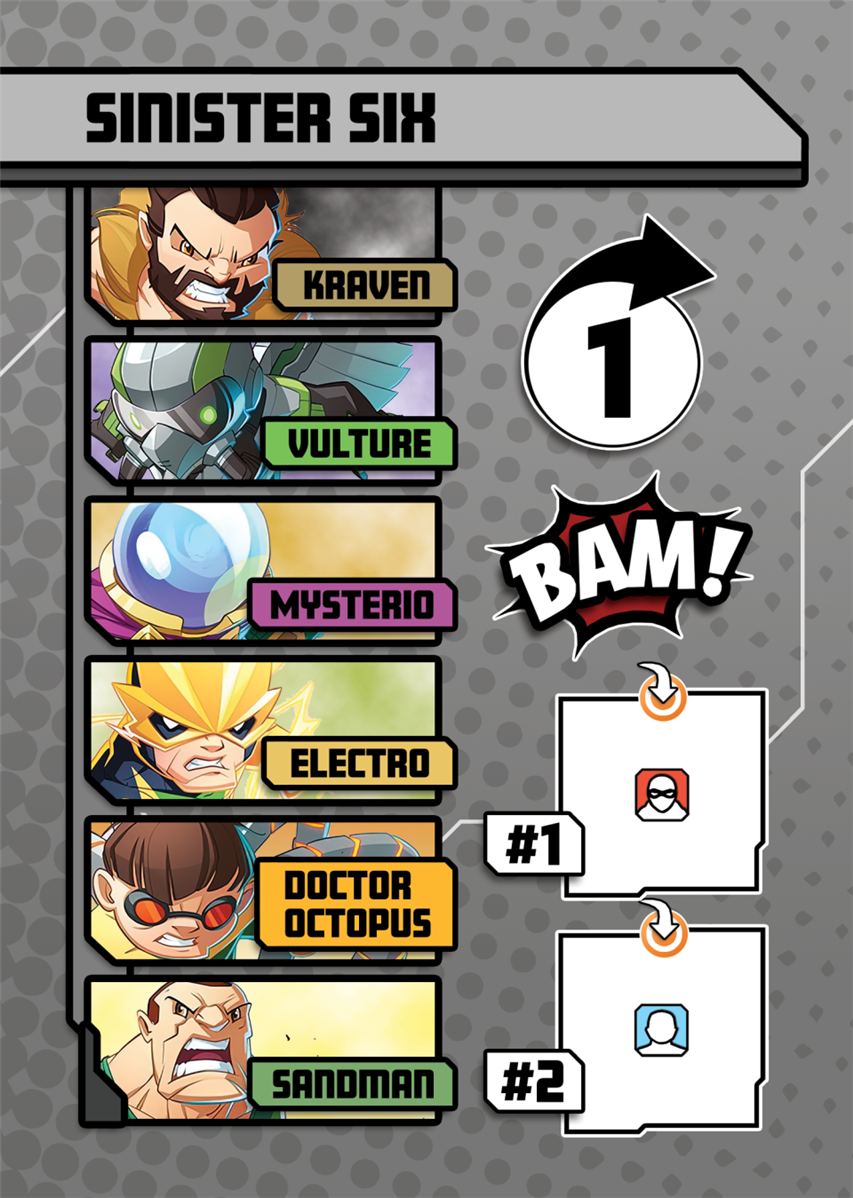 SINISTER SIX
KRAVEN
VULTURE
MYSTERIO
ELECTRO
DOCTOR
OCTOPUS
SANDMAN
1
BAM!
#1
#2